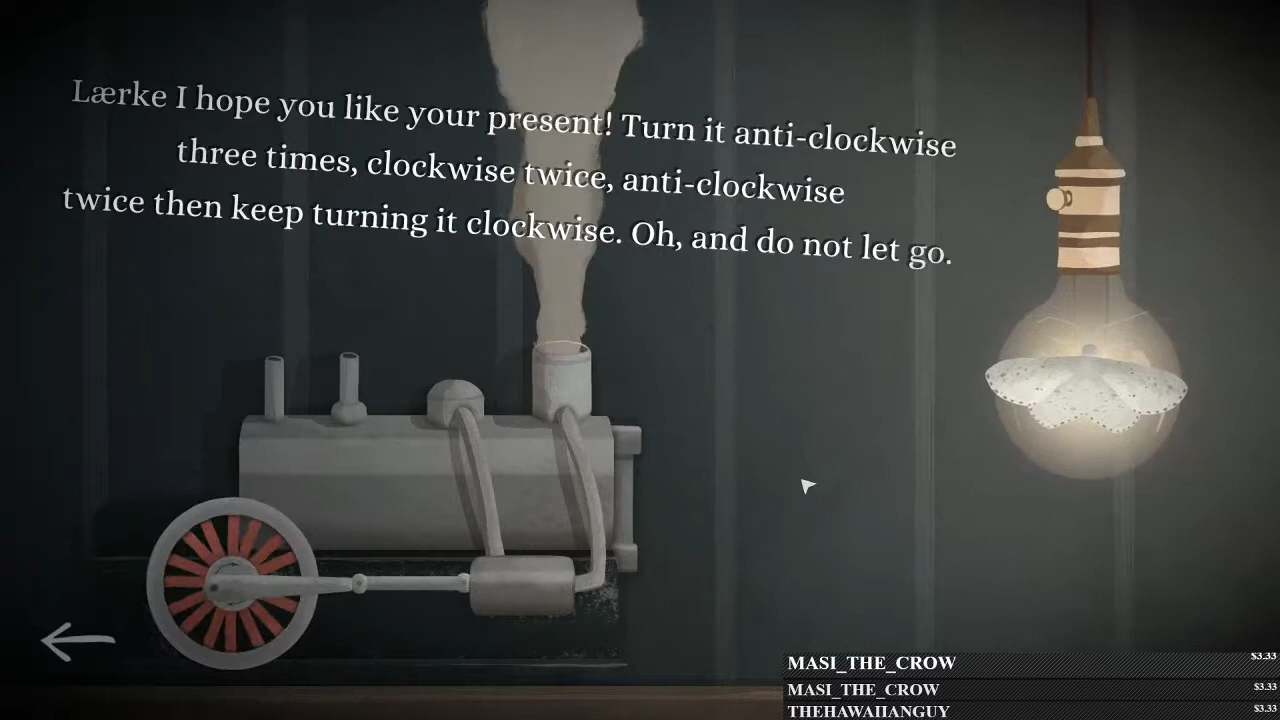 Lærke I hope you like your present! Turn it anti-clockwise
three times, clockwise twice, anti-clockwise
twice then keep turning it clockwise. Oh, and do not let go.
MASI_THE_CROW $3.33
MASI_THE_CROW $3.33
THEHAWAIIANGUY $3.33